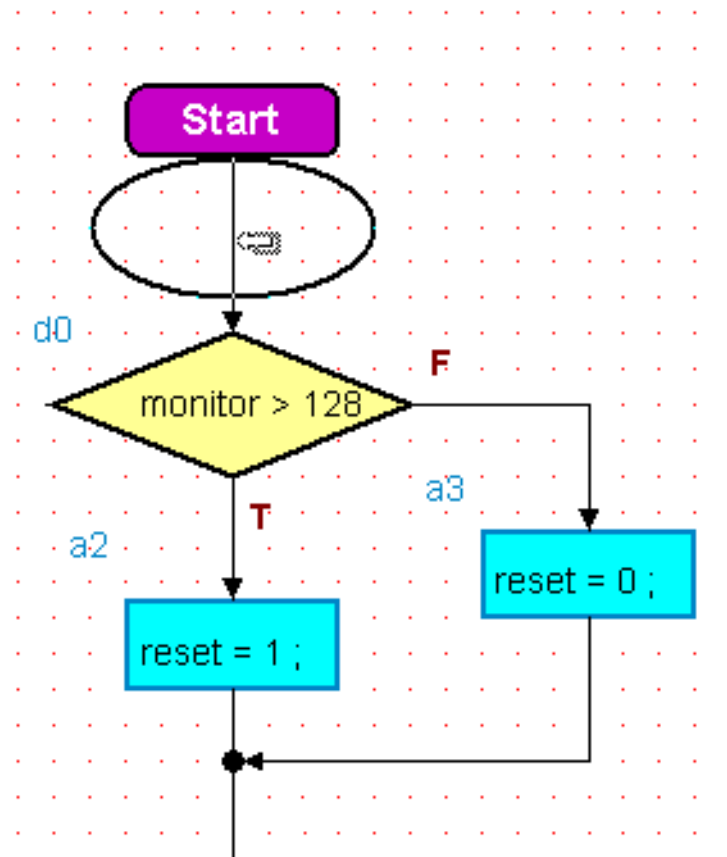 Start
d0
F
monitor > 128
a3
T
a2
reset = 0 ;
reset = 1 ;